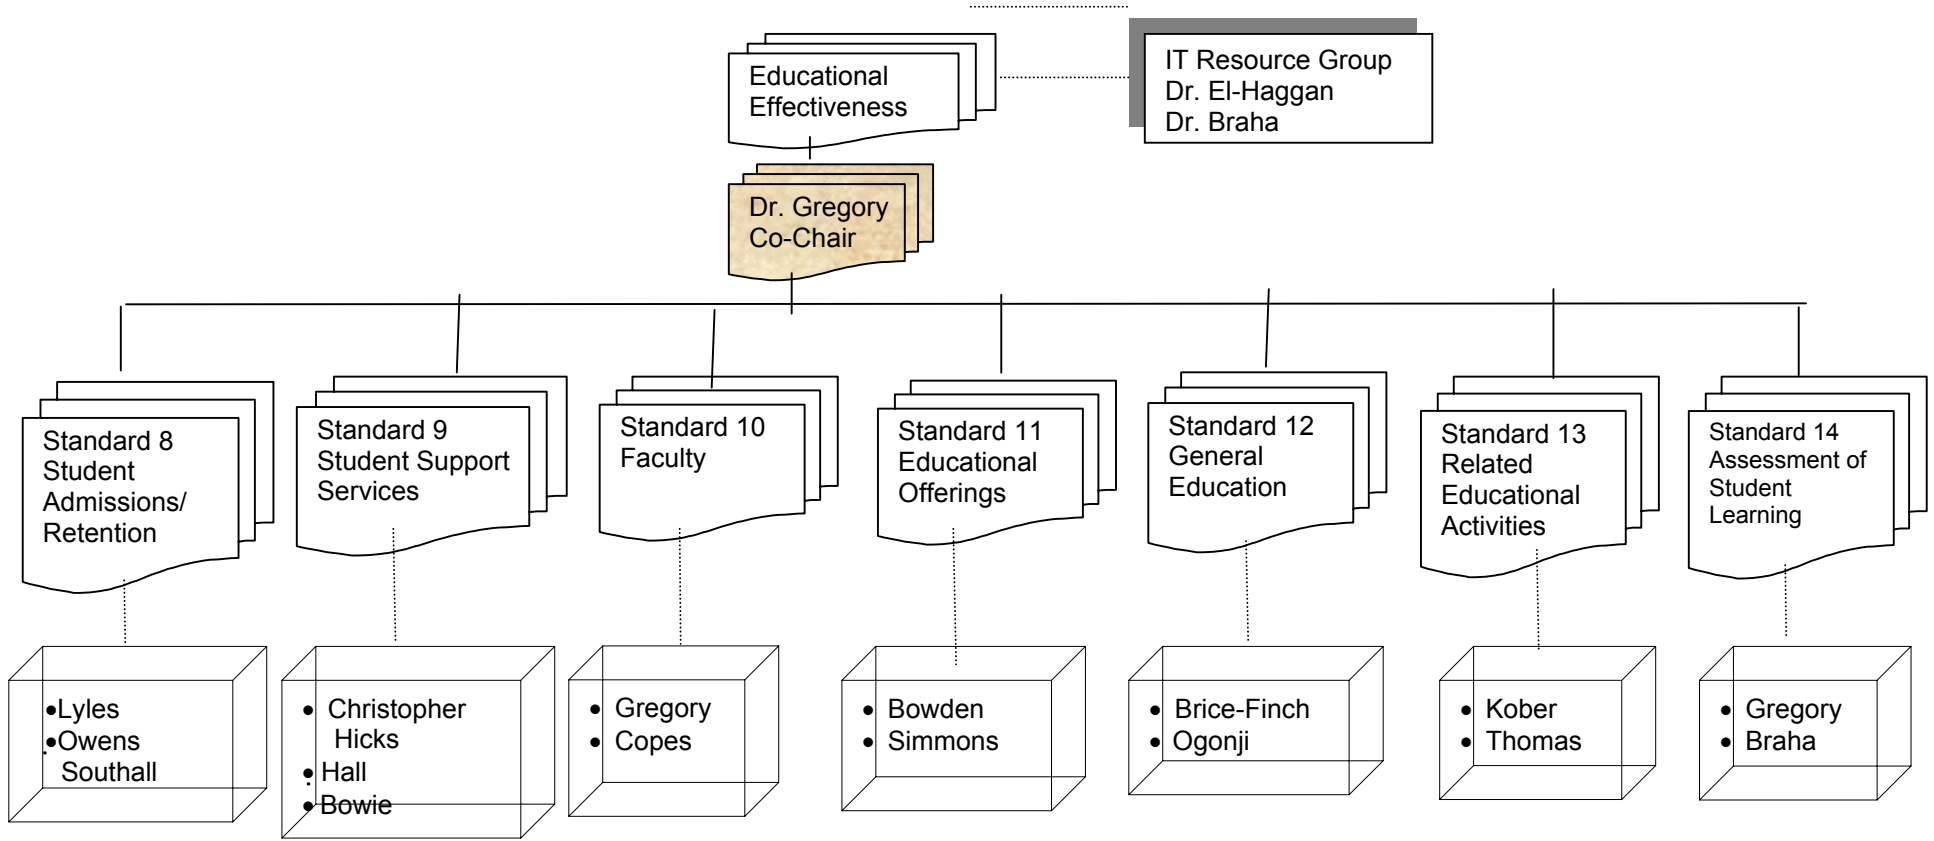 Educational
Effectiveness
IT Resource Group
Dr. El-Haggan
Dr. Braha
Dr. Gregory
Co-Chair
Standard 8
Student
Admissions/
Retention
Standard 9
Student Support
Services
Standard 10
Faculty
Standard 11
Educational
Offerings
Standard 12
General
Education
Standard 13
Related
Educational
Activities
Standard 14
Assessment of
Student
Learning
•Lyles
•Owens
Southall
• Christopher
Hicks
• Hall
• Bowie
• Gregory
• Copes
• Bowden
• Simmons
• Brice-Finch
• Ogonji
• Kober
• Thomas
• Gregory
• Braha